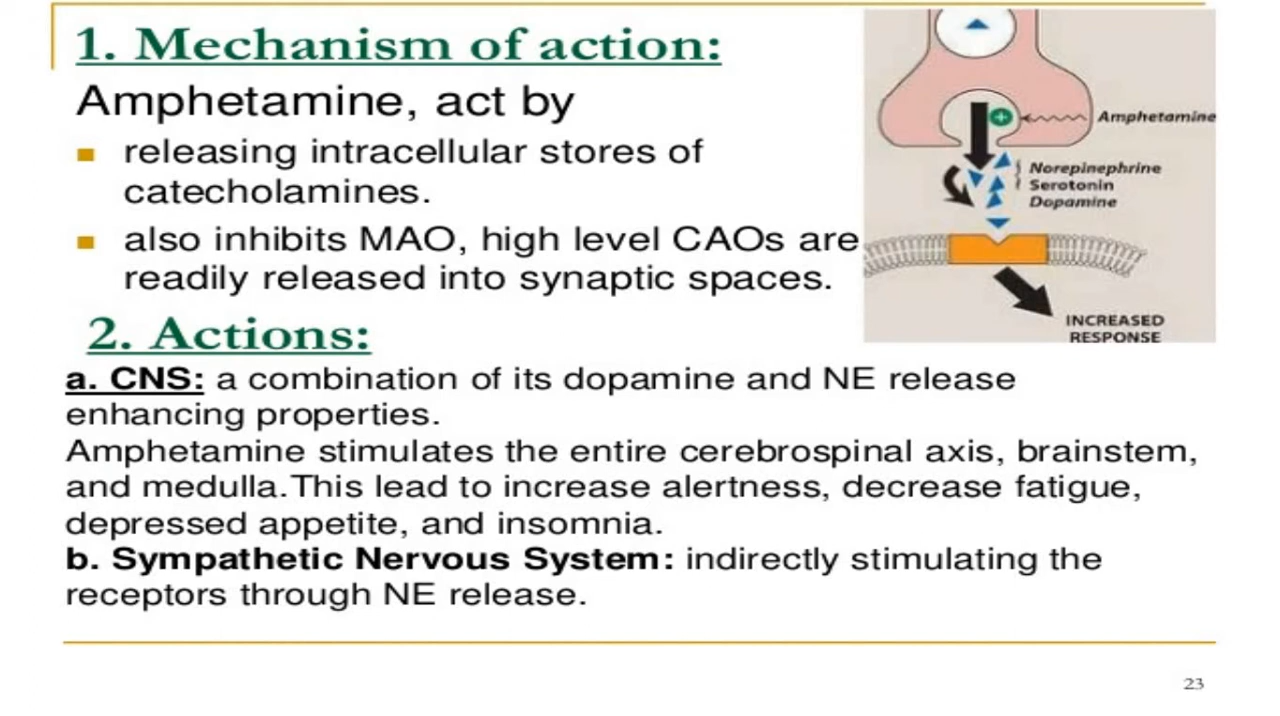 1. Mechanism of action:
Amphetamine, act by
releasing intracellular stores of
catecholamines.
also inhibits MAO, high level CAOs are
readily released into synaptic spaces.
Amphetamine
Norepinephrine
Serotonin
Dopamine
INCREASED
RESPONSE
2. Actions:
a. CNS: a combination of its dopamine and NE release
enhancing properties.
Amphetamine stimulates the entire cerebrospinal axis, brainstem,
and medulla.This lead to increase alertness, decrease fatigue,
depressed appetite, and insomnia.
b. Sympathetic Nervous System: indirectly stimulating the
receptors through NE release.
23